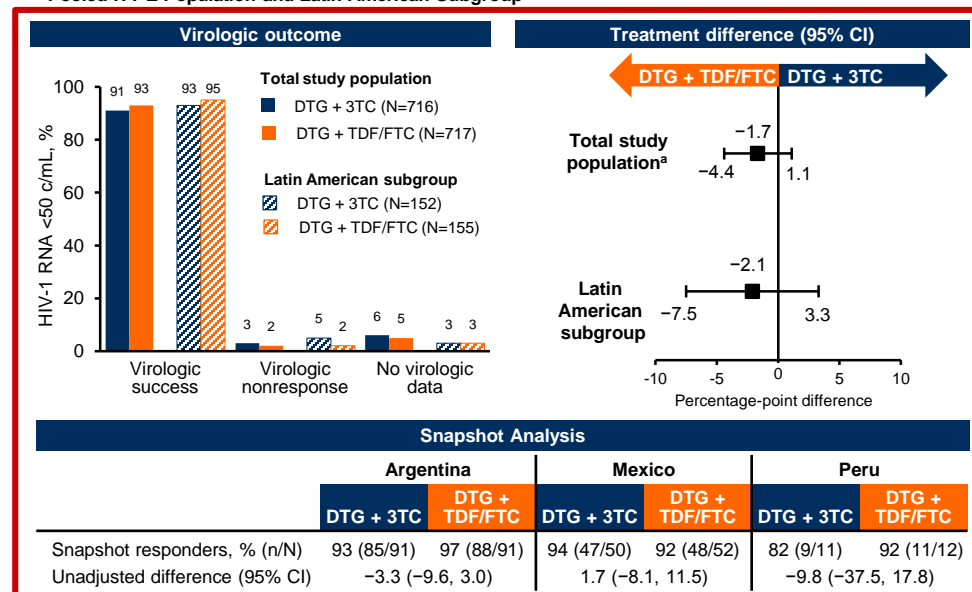 Virologic outcome
Total study population
DTG + 3TC (N=716)
DTG + TDF/FTC (N=717)
Latin American subgroup
DTG + 3TC (N=152)
DTG + TDF/FTC (N=155)
HIV-1 RNA <50 c/mL, %
100
80
60
40
20
0
91 93 93 95
3 2 5 2
6 5 3 3
Virologic success
Virologic nonresponse
No virologic data
Treatment difference (95% CI)
DTG + TDF/FTC DTG + 3TC
Total study
populationᵃ
−1.7
−4.4 1.1
Latin
American
subgroup
−2.1
−7.5 3.3
-10 -5 0 5 10
Percentage-point difference
Snapshot Analysis
Argentina Mexico Peru
DTG + 3TC DTG + TDF/FTC DTG + 3TC DTG + TDF/FTC DTG + 3TC DTG + TDF/FTC
Snapshot responders, % (n/N) 93 (85/91) 97 (88/91) 94 (47/50) 92 (48/52) 82 (9/11) 92 (11/12)
Unadjusted difference (95% CI) −3.3 (−9.6, 3.0) 1.7 (−8.1, 11.5) −9.8 (−37.5, 17.8)